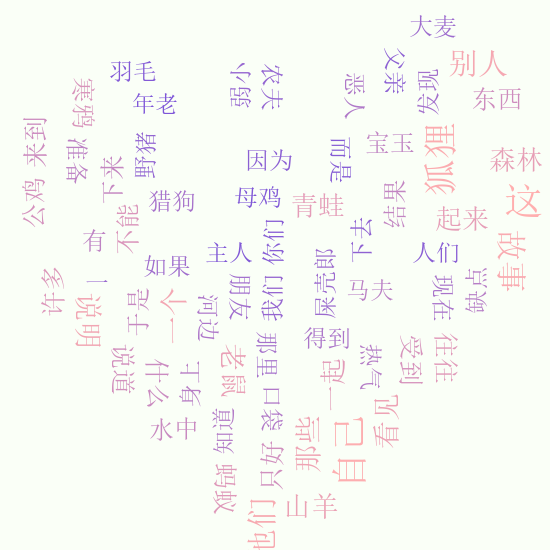 大麦
别人
父亲
发现
羽毛
农夫
小弱
恶人
东西
寒鸦
年老
宝玉
狐狸
来到
准备
野猪
因为
而是
森林
下来
公鸡
猎狗
母鸡
青蛙
结果
这
起来
不能
有
下去
你们
主人
人们
故事
如果
屎壳郎
许多
一
说明
于是
一个
河边
朋友
我们
马夫
现在
缺点
得到
说道
什么
身上
老鼠
那里
一起
热气
受到
往往
口袋
水中
知道
那些
自己
看见
只好
蚂蚁
他们
山羊